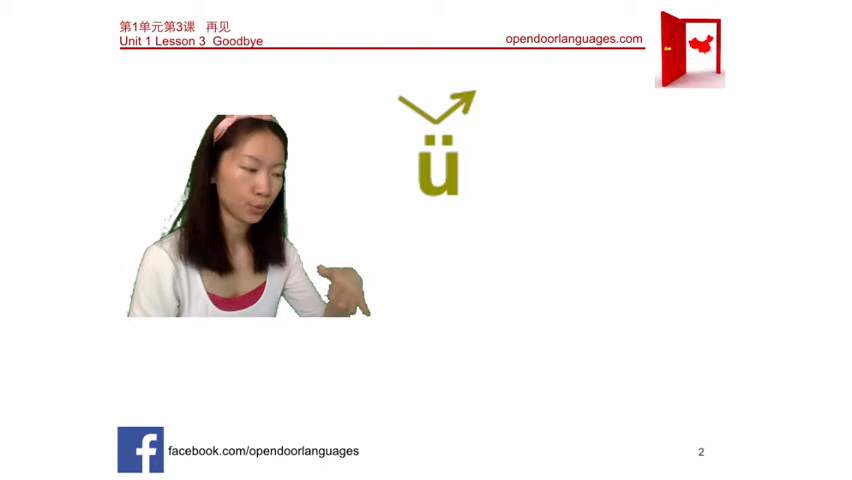 第1单元第3课 再见
Unit 1 Lesson 3 Goodbye
opendoorlanguages.com
ü
facebook.com/opendoorlanguages
2